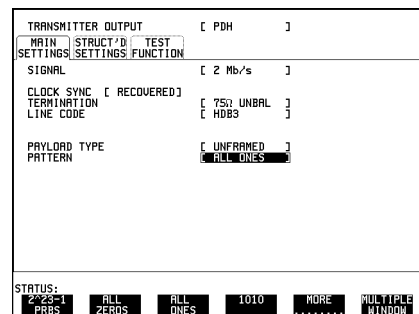 TRANSMITTER OUTPUT [ PDH ]
MAIN SETTINGS
STRUCT'D SETTINGS
TEST FUNCTION
SIGNAL [ 2 Mb/s ]
CLOCK SYNC [ RECOVERED]
TERMINATION [ 75Ω UNBAL ]
LINE CODE [ HDB3 ]
PAYLOAD TYPE [ UNFRAMED ]
PATTERN [ ALL ONES ]
STATUS:
2^23-1 PRBS
ALL ZEROS
ALL ONES
1010
MORE ........
MULTIPLE WINDOW